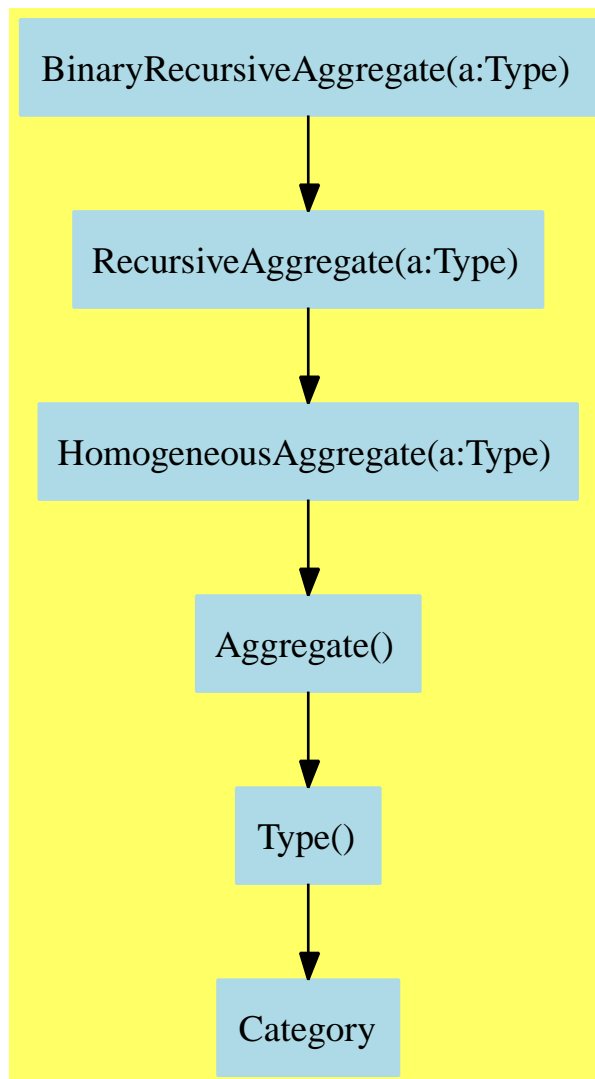 BinaryRecursiveAggregate(a:Type)
RecursiveAggregate(a:Type)
HomogeneousAggregate(a:Type)
Aggregate()
Type()
Category